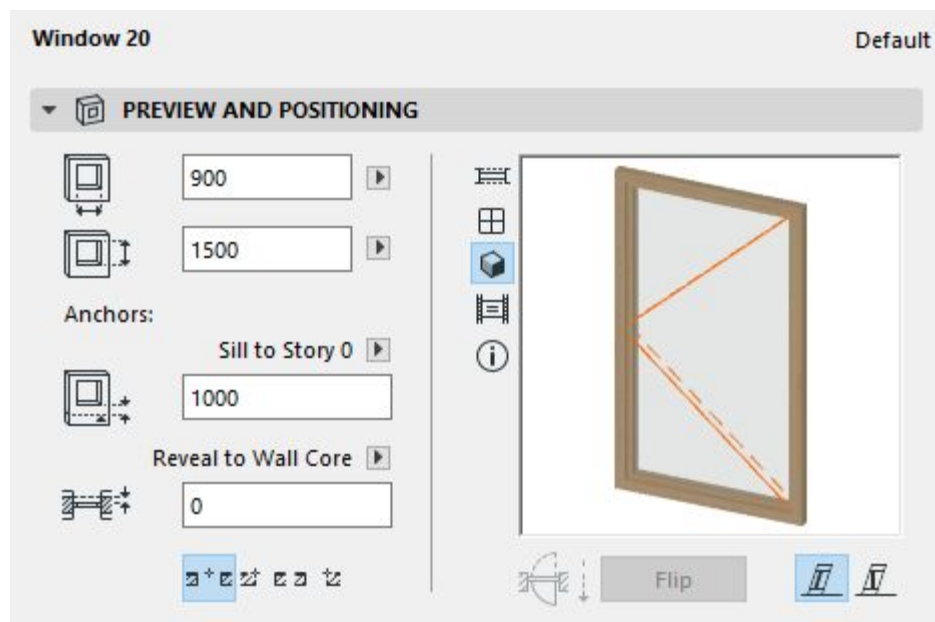 Window 20
Default
PREVIEW AND POSITIONING
900
1500
Anchors:
Sill to Story 0
1000
Reveal to Wall Core
0
Flip